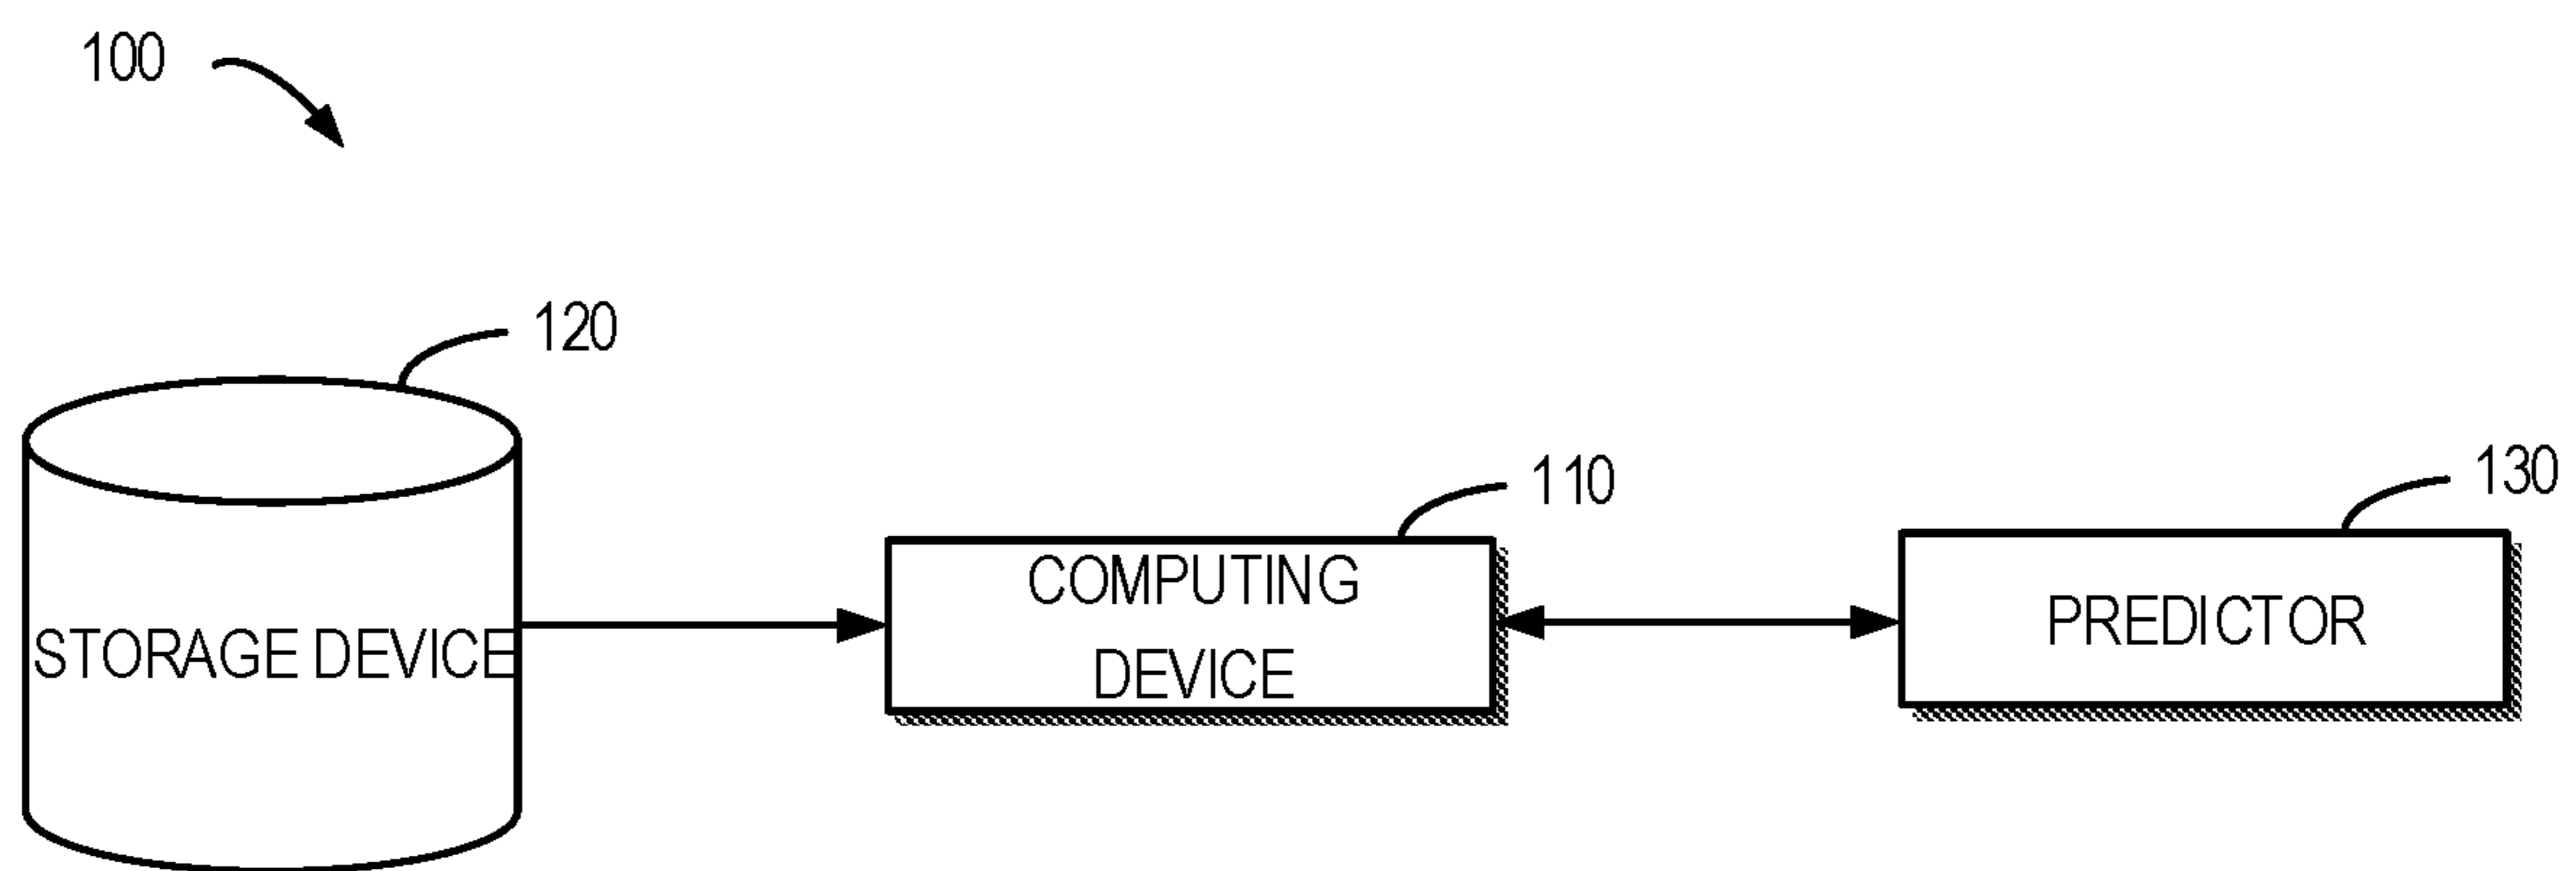 100
120
110
130
STORAGE DEVICE
COMPUTING
DEVICE
PREDICTOR